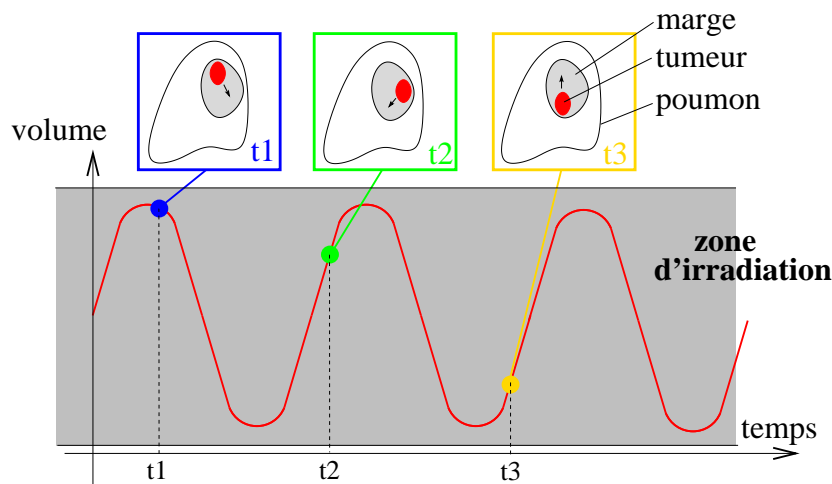 marge
tumeur
poumon
volume
t1
t2
t3
zone
d'irradiation
temps
t1
t2
t3